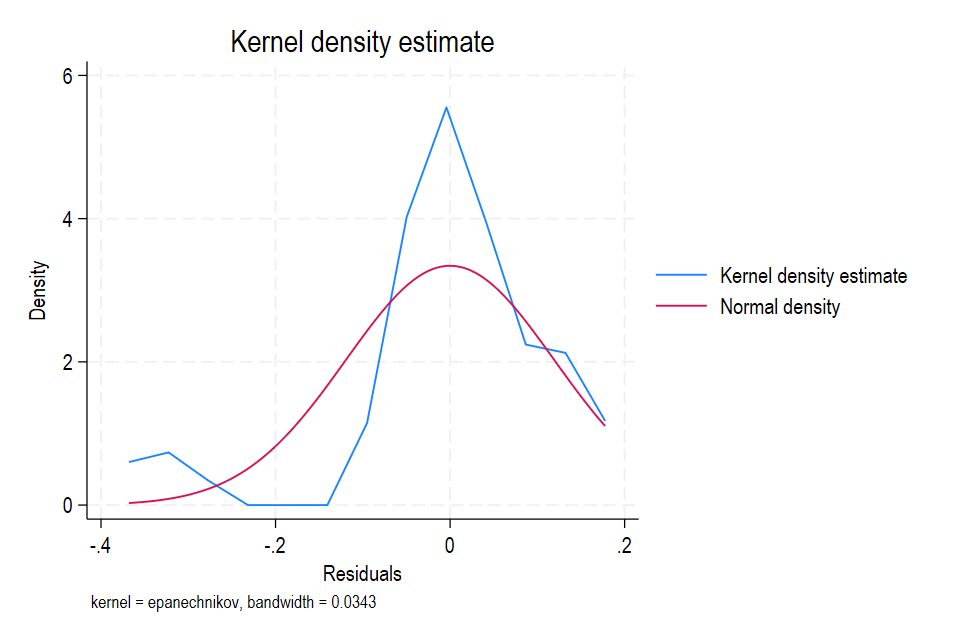 Kernel density estimate
6
4
2
0
Density
-.4
-.2
0
.2
Residuals
kernel = epanechnikov, bandwidth = 0.0343
Kernel density estimate
Normal density